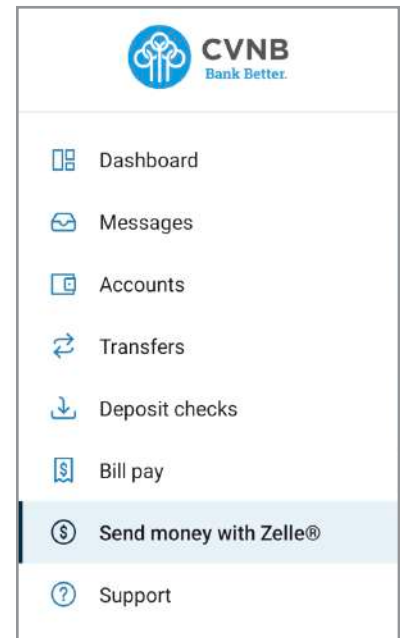 CVNB
Bank Better.
Dashboard
Messages
Accounts
Transfers
Deposit checks
Bill pay
Send money with Zelle®
Support